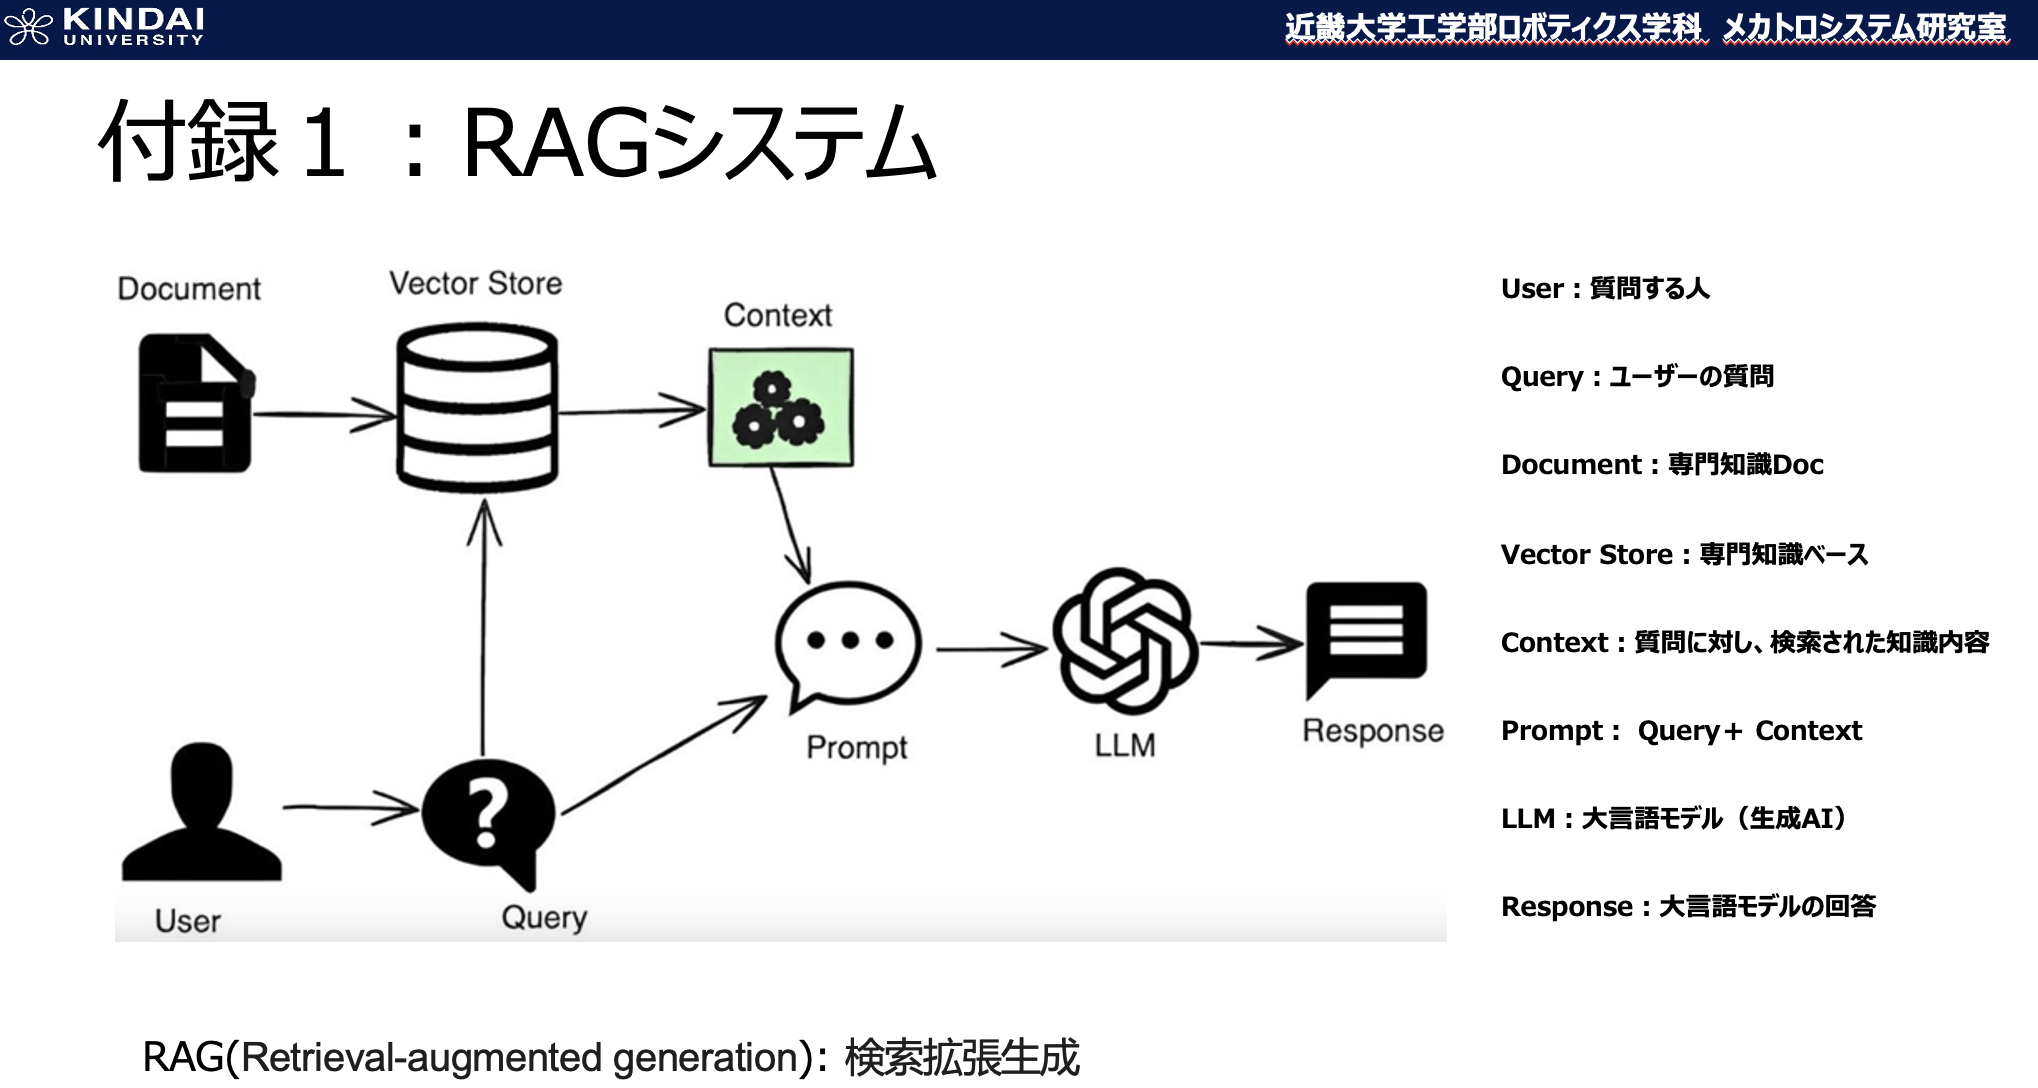 KINDAI
UNIVERSITY
近畿大学工学部ロボティクス学科 メカトロシステム研究室
付録1：RAGシステム
Document
Vector Store
Context
Prompt
LLM
Response
User
Query
User：質問する人
Query：ユーザーの質問
Document：専門知識Doc
Vector Store：専門知識ベース
Context：質問に対し、検索された知識内容
Prompt： Query＋ Context
LLM：大言語モデル（生成AI）
Response：大言語モデルの回答
RAG(Retrieval-augmented generation)：検索拡張生成